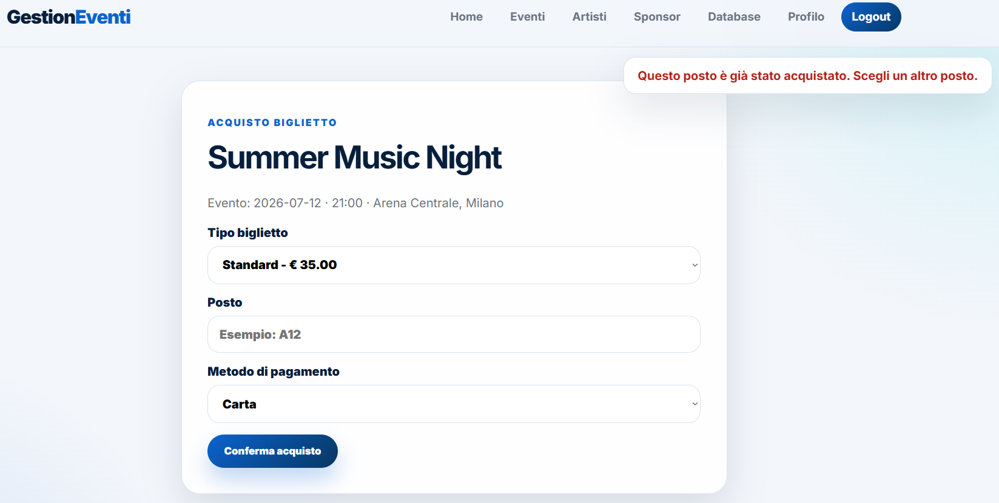 GestionEventi
Home Eventi Artisti Sponsor Database Profilo Logout
Questo posto è già stato acquistato. Scegli un altro posto.
ACQUISTO BIGLIETTO
Summer Music Night
Evento: 2026-07-12 · 21:00 · Arena Centrale, Milano
Tipo biglietto
Standard - € 35.00
Posto
Esempio: A12
Metodo di pagamento
Carta
Conferma acquisto